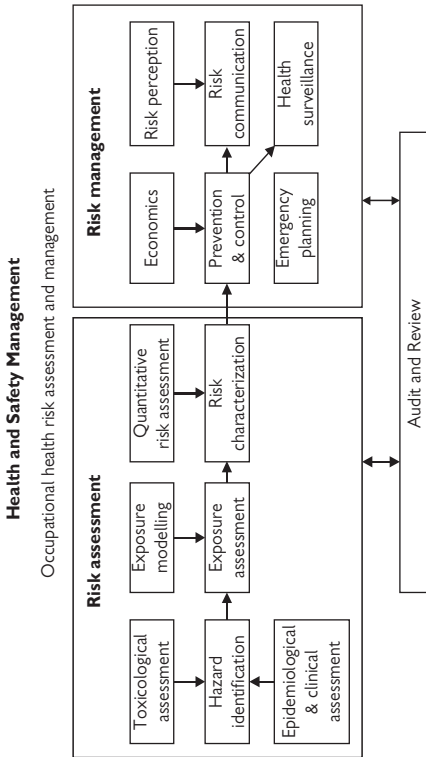 Health and Safety Management
Occupational health risk assessment and management
Risk assessment
Toxicological
assessment
Exposure
modelling
Quantitative
risk assessment
Hazard
identification
Exposure
assessment
Risk
characterization
Epidemiological
& clinical
assessment
Risk management
Economics
Risk perception
Prevention
& control
Risk
communication
Emergency
planning
Health
surveillance
Audit and Review